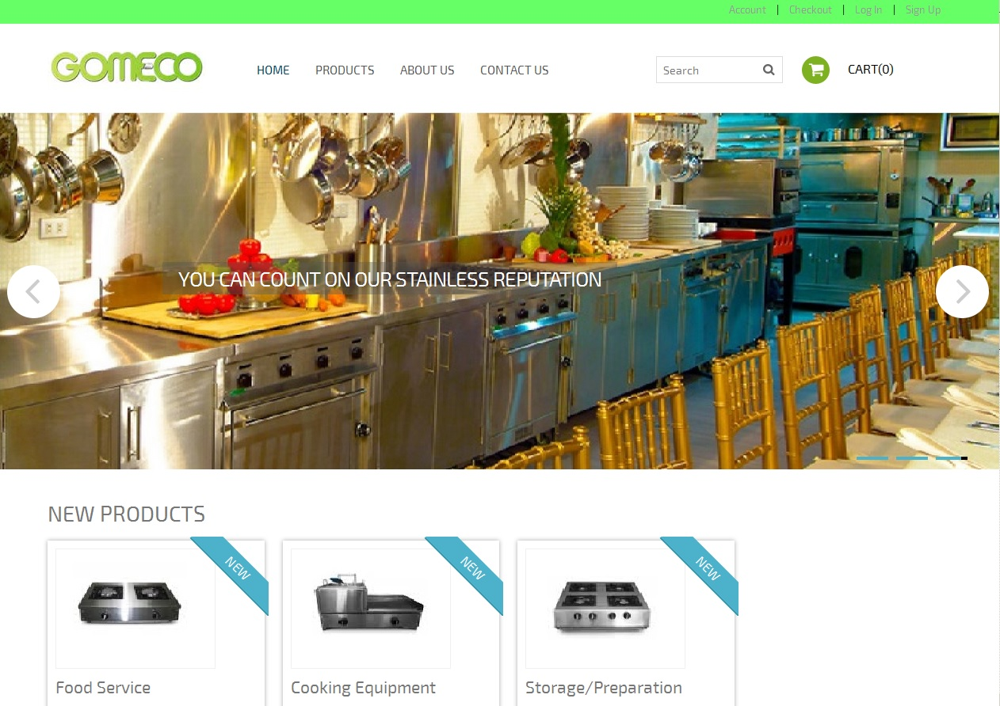 Account | Checkout | Log In | Sign Up
GOMECO
HOME PRODUCTS ABOUT US CONTACT US
Search
CART(0)
YOU CAN COUNT ON OUR STAINLESS REPUTATION
NEW PRODUCTS
NEW
NEW
NEW
Food Service
Cooking Equipment
Storage/Preparation